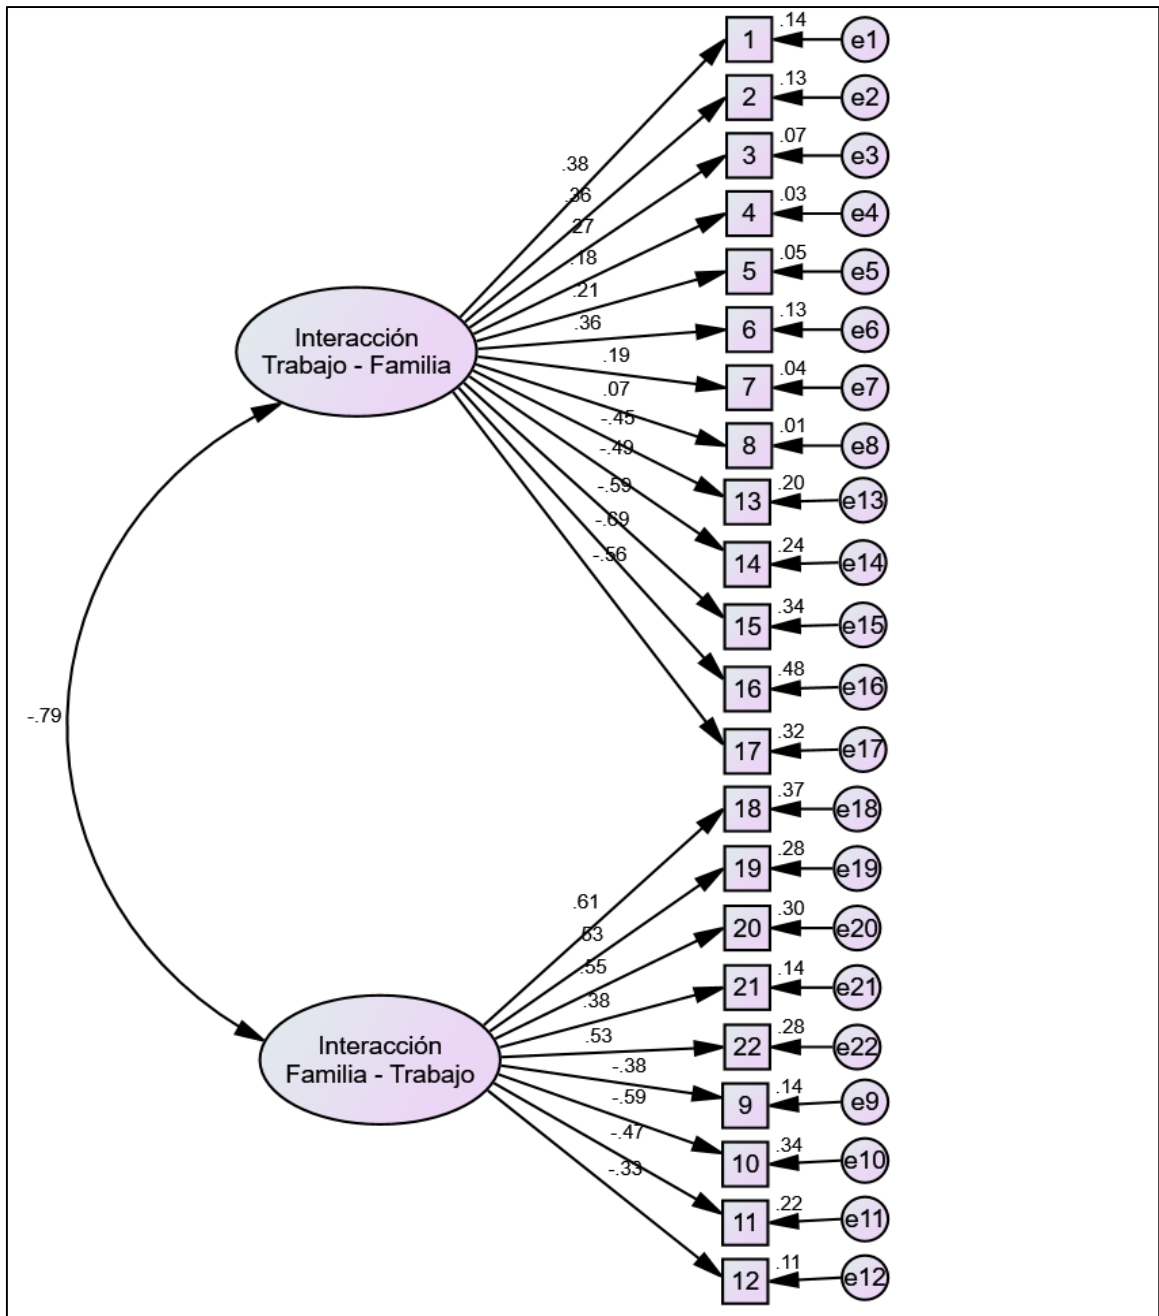 .14
1
e1
.13
2
e2
.07
3
e3
.03
4
e4
.05
5
e5
.13
6
e6
.04
7
e7
.01
8
e8
.20
13
e13
.24
14
e14
.34
15
e15
.48
16
e16
.32
17
e17
.38
.36
.27
.18
.21
.36
.19
.07
-.45
-.49
-.59
-.69
-.56
Interacción
Trabajo - Familia
-.79
.37
18
e18
.28
19
e19
.30
20
e20
.14
21
e21
.28
22
e22
.14
9
e9
.34
10
e10
.22
11
e11
.11
12
e12
.61
.53
.55
.38
.53
-.38
-.59
-.47
-.33
Interacción
Familia - Trabajo